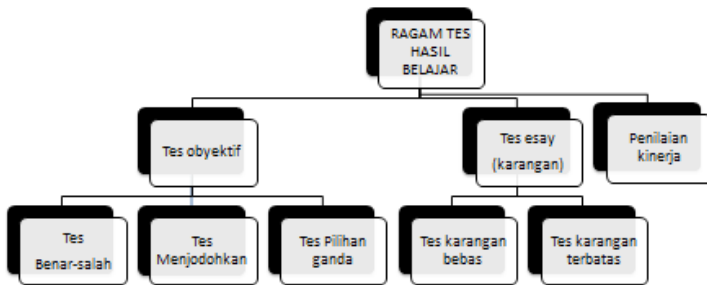 RAGAM TES
HASIL
BELAJAR
Tes obyektif
Tes esay
(karangan)
Penilaian
kinerja
Tes
Benar-salah
Tes
Menjodohkan
Tes Pilihan
ganda
Tes karangan
bebas
Tes karangan
terbatas